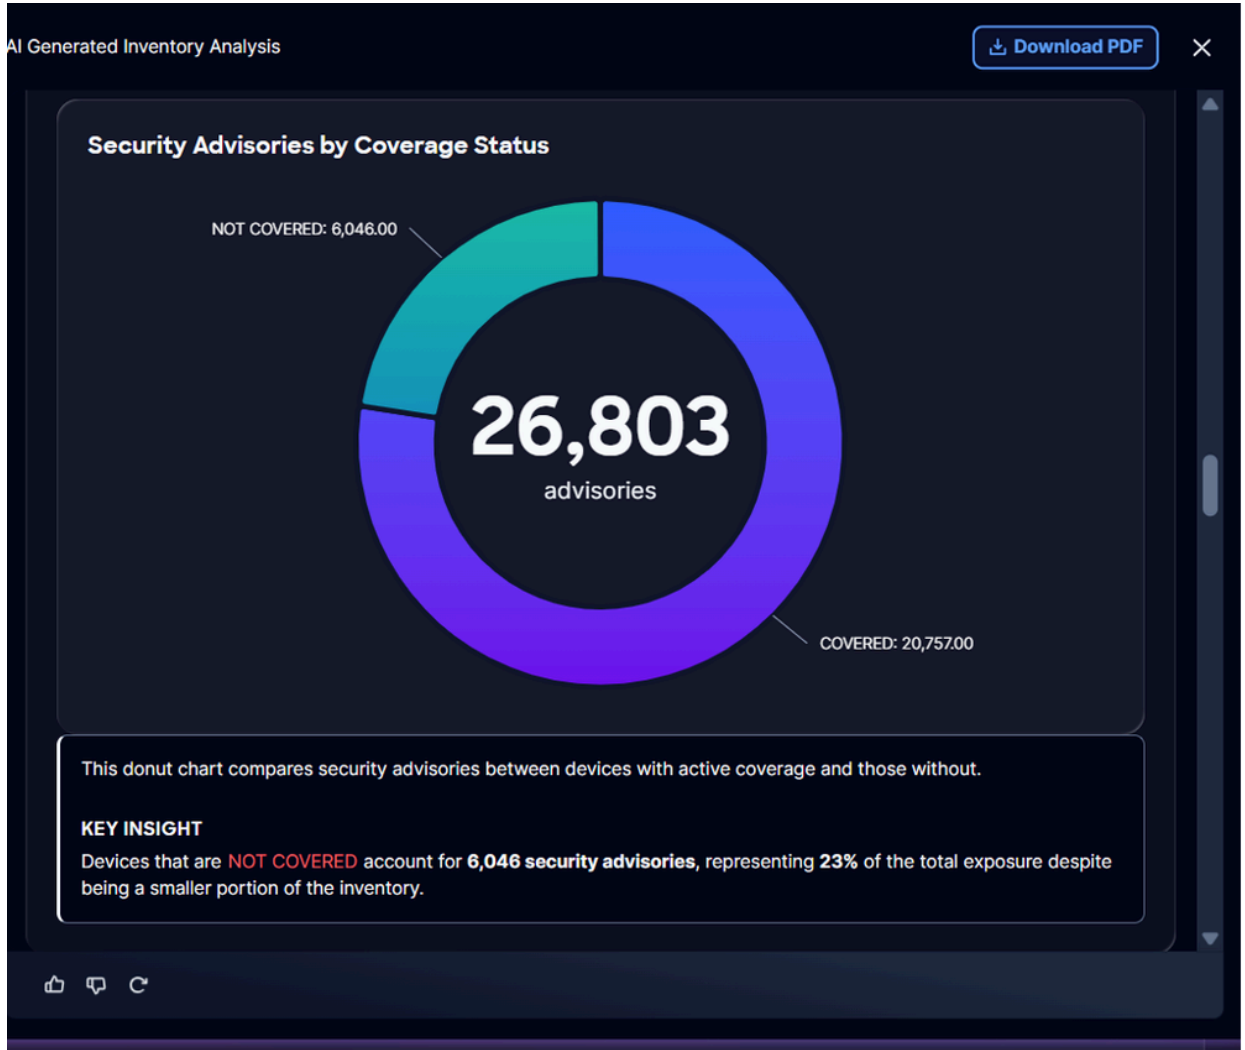 AI Generated Inventory Analysis
Download PDF
Security Advisories by Coverage Status
NOT COVERED: 6,046.00
26,803
advisories
COVERED: 20,757.00
This donut chart compares security advisories between devices with active coverage and those without.
KEY INSIGHT
Devices that are NOT COVERED account for 6,046 security advisories, representing 23% of the total exposure despite
being a smaller portion of the inventory.